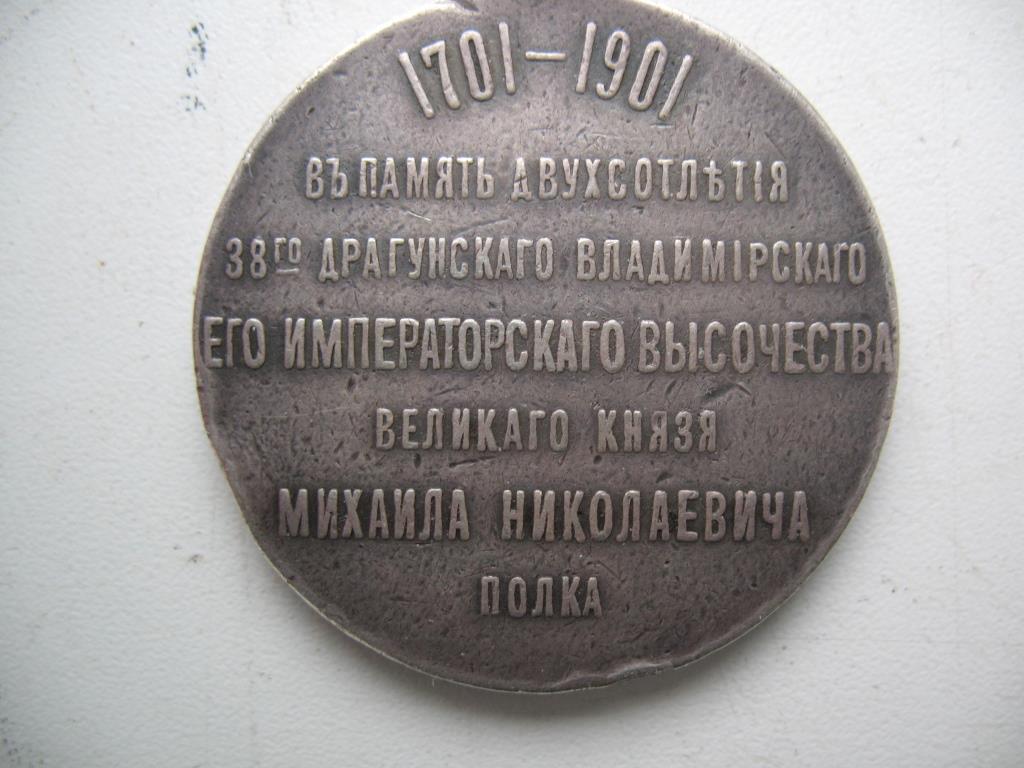 1701-1901
ВЪ ПАМЯТЬ ДВУХСОТЛѢТІЯ
38ГО ДРАГУНСКАГО ВЛАДИМІРСКАГО
ЕГО ИМПЕРАТОРСКАГО ВЫСОЧЕСТВА
ВЕЛИКАГО КНЯЗЯ
МИХАИЛА НИКОЛАЕВИЧА
ПОЛКА